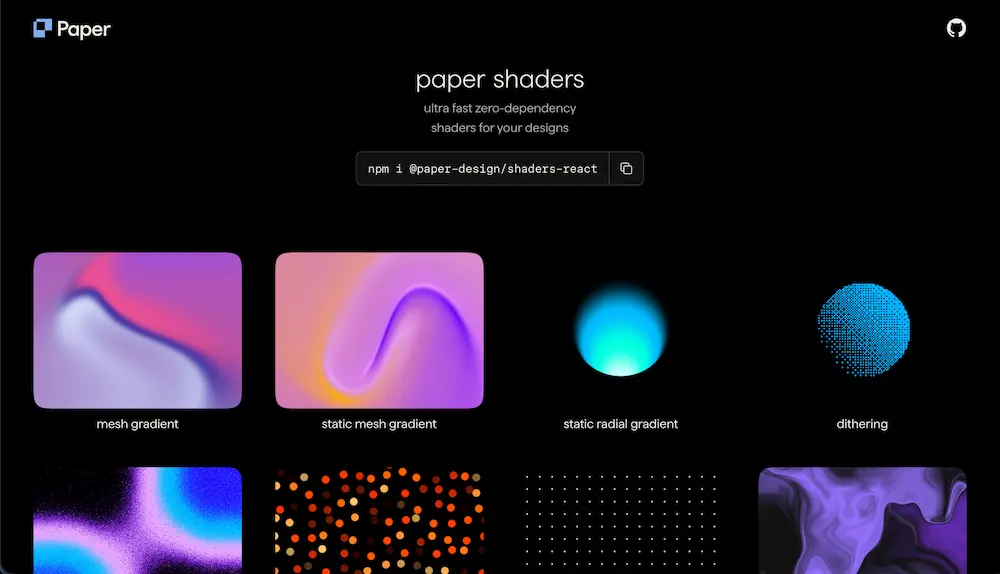 Paper
paper shaders
ultra fast zero-dependency
shaders for your designs
npm i @paper-design/shaders-react
mesh gradient
static mesh gradient
static radial gradient
dithering